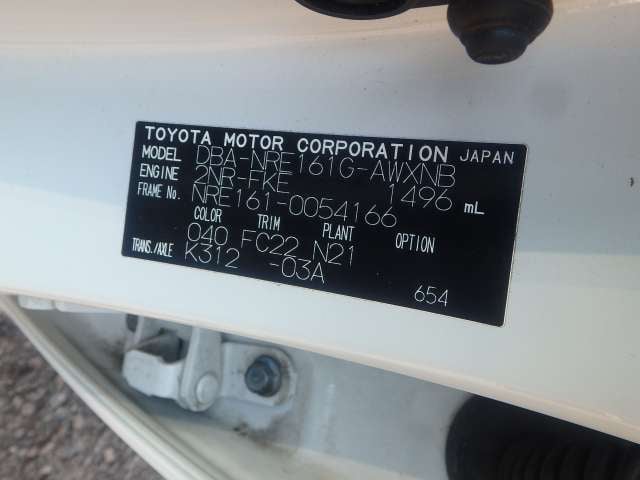 TOYOTA MOTOR CORPORATION JAPAN
MODEL DBA-NRE161G-AWXNB
ENGINE 2NR-FKE 1496 mL
FRAME No. NRE161-0054166
COLOR TRIM PLANT OPTION
040 FC22 N21
TRANS./AXLE K312 -03A
654